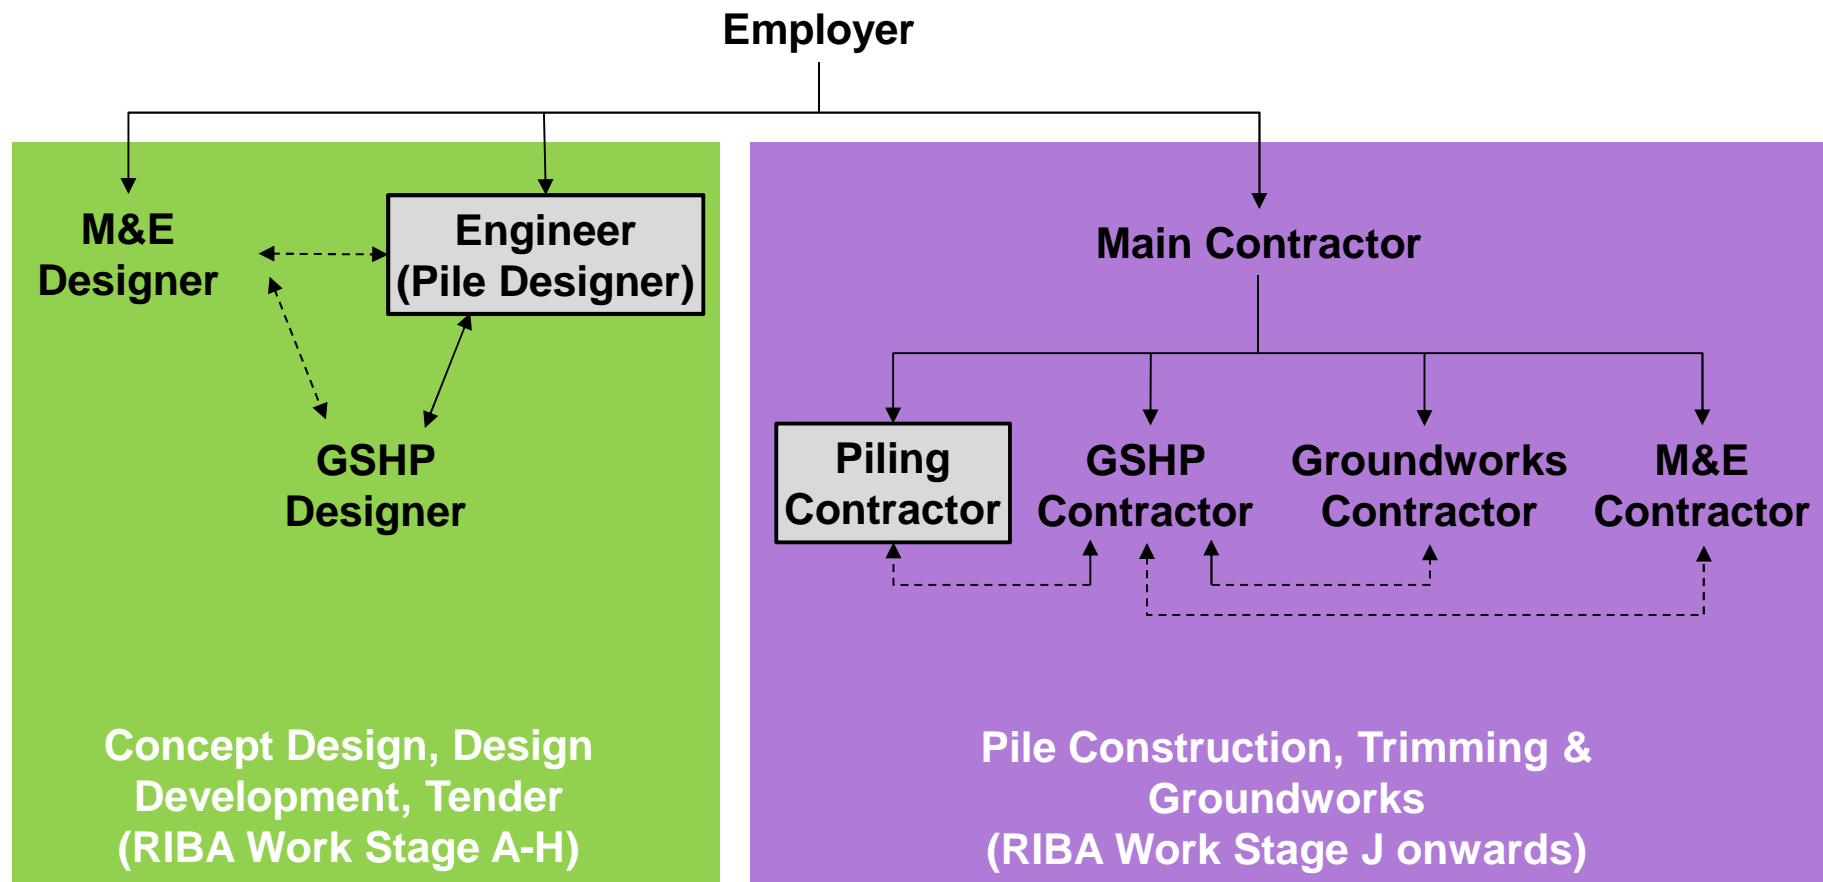 Employer
M&E
Designer
Engineer
(Pile Designer)
GSHP
Designer
Concept Design, Design
Development, Tender
(RIBA Work Stage A-H)
Main Contractor
Piling
Contractor
GSHP
Contractor
Groundworks
Contractor
M&E
Contractor
Pile Construction, Trimming &
Groundworks
(RIBA Work Stage J onwards)